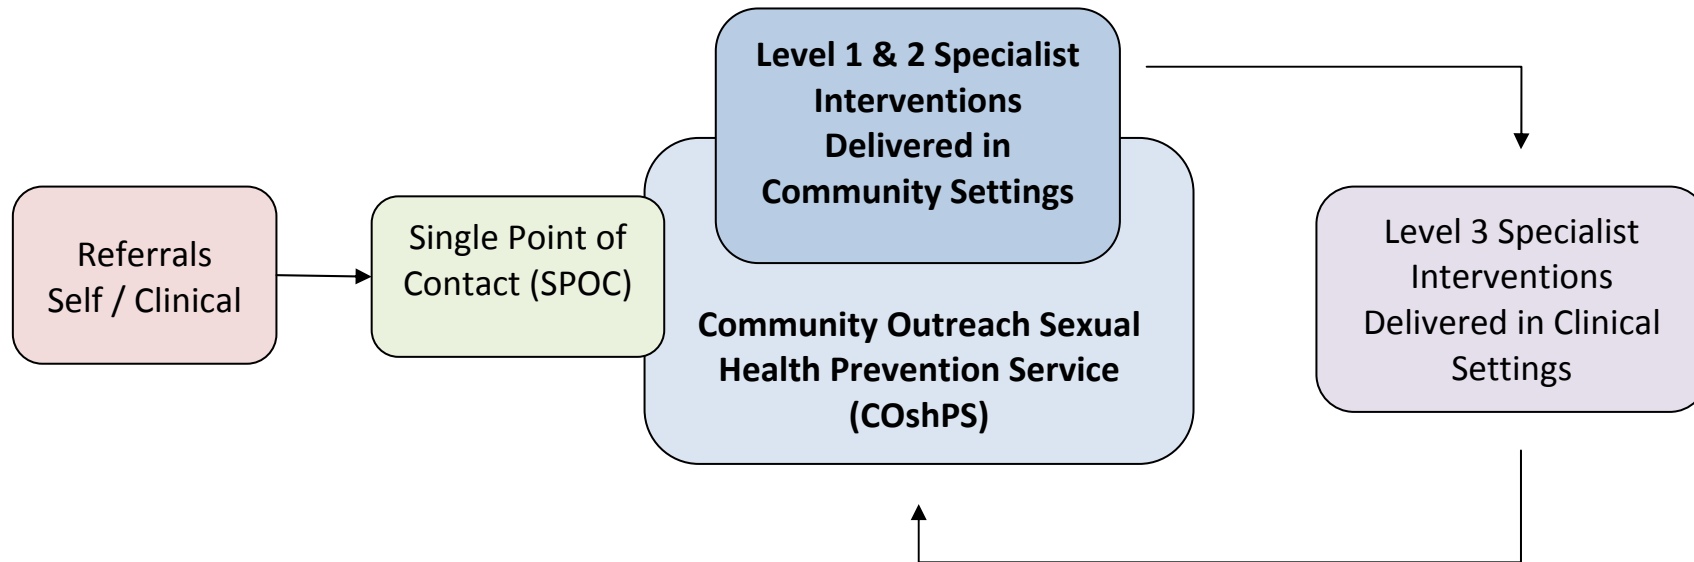 Referrals
Self / Clinical
Single Point of
Contact (SPOC)
Level 1 & 2 Specialist
Interventions
Delivered in
Community Settings
Community Outreach Sexual
Health Prevention Service
(COshPS)
Level 3 Specialist
Interventions
Delivered in Clinical
Settings